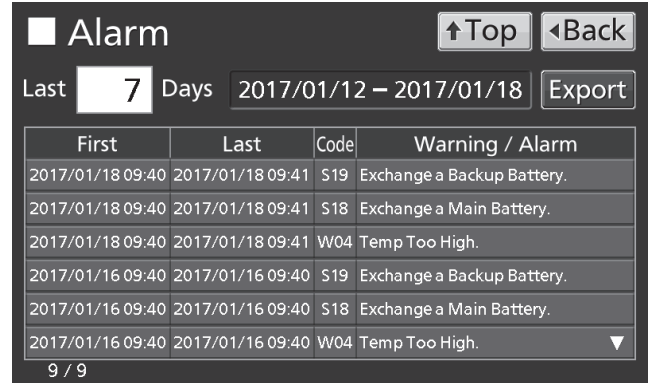 Alarm ↑Top ◂Back
Last 7 Days 2017/01/12 – 2017/01/18 Export
First Last Code Warning / Alarm
2017/01/18 09:40 2017/01/18 09:41 S19 Exchange a Backup Battery.
2017/01/18 09:40 2017/01/18 09:41 S18 Exchange a Main Battery.
2017/01/18 09:40 2017/01/18 09:41 W04 Temp Too High.
2017/01/16 09:40 2017/01/16 09:40 S19 Exchange a Backup Battery.
2017/01/16 09:40 2017/01/16 09:40 S18 Exchange a Main Battery.
2017/01/16 09:40 2017/01/16 09:40 W04 Temp Too High.
9 / 9